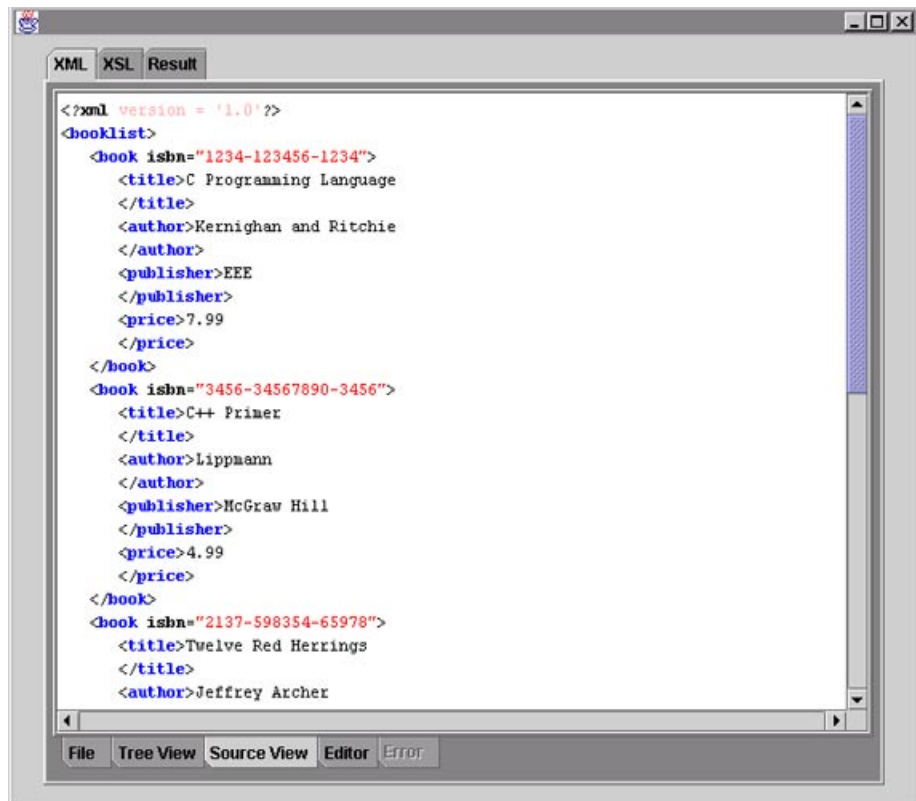 XML XSL Result
<?xml version = '1.0'?>
<booklist>
<book isbn="1234-123456-1234">
<title>C Programming Language
</title>
<author>Kernighan and Ritchie
</author>
<publisher>EEE
</publisher>
<price>7.99
</price>
</book>
<book isbn="3456-34567890-3456">
<title>C++ Primer
</title>
<author>Lippmann
</author>
<publisher>McGraw Hill
</publisher>
<price>4.99
</price>
</book>
<book isbn="2137-598354-65978">
<title>Twelve Red Herrings
</title>
<author>Jeffrey Archer
File Tree View Source View Editor Error